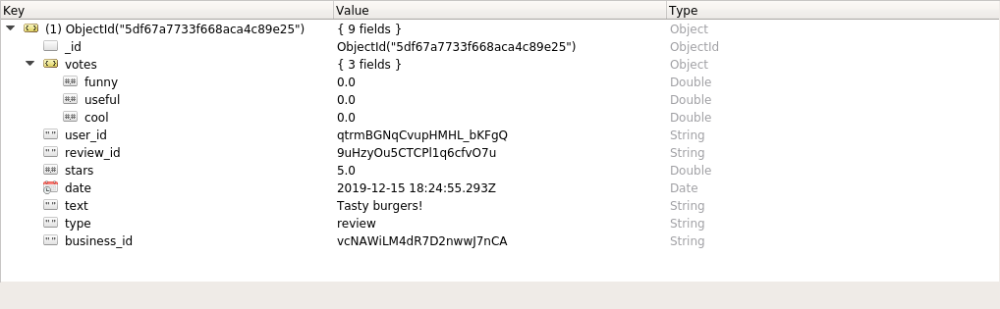 Key Value Type
(1) ObjectId("5df67a7733f668aca4c89e25") { 9 fields } Object
_id ObjectId("5df67a7733f668aca4c89e25") ObjectId
votes { 3 fields } Object
funny 0.0 Double
useful 0.0 Double
cool 0.0 Double
user_id qtrmBGNqCvupHMHL_bKFgQ String
review_id 9uHzyOu5CTCPl1q6cfvO7u String
stars 5.0 Double
date 2019-12-15 18:24:55.293Z Date
text Tasty burgers! String
type review String
business_id vcNAWiLM4dR7D2nwwJ7nCA String